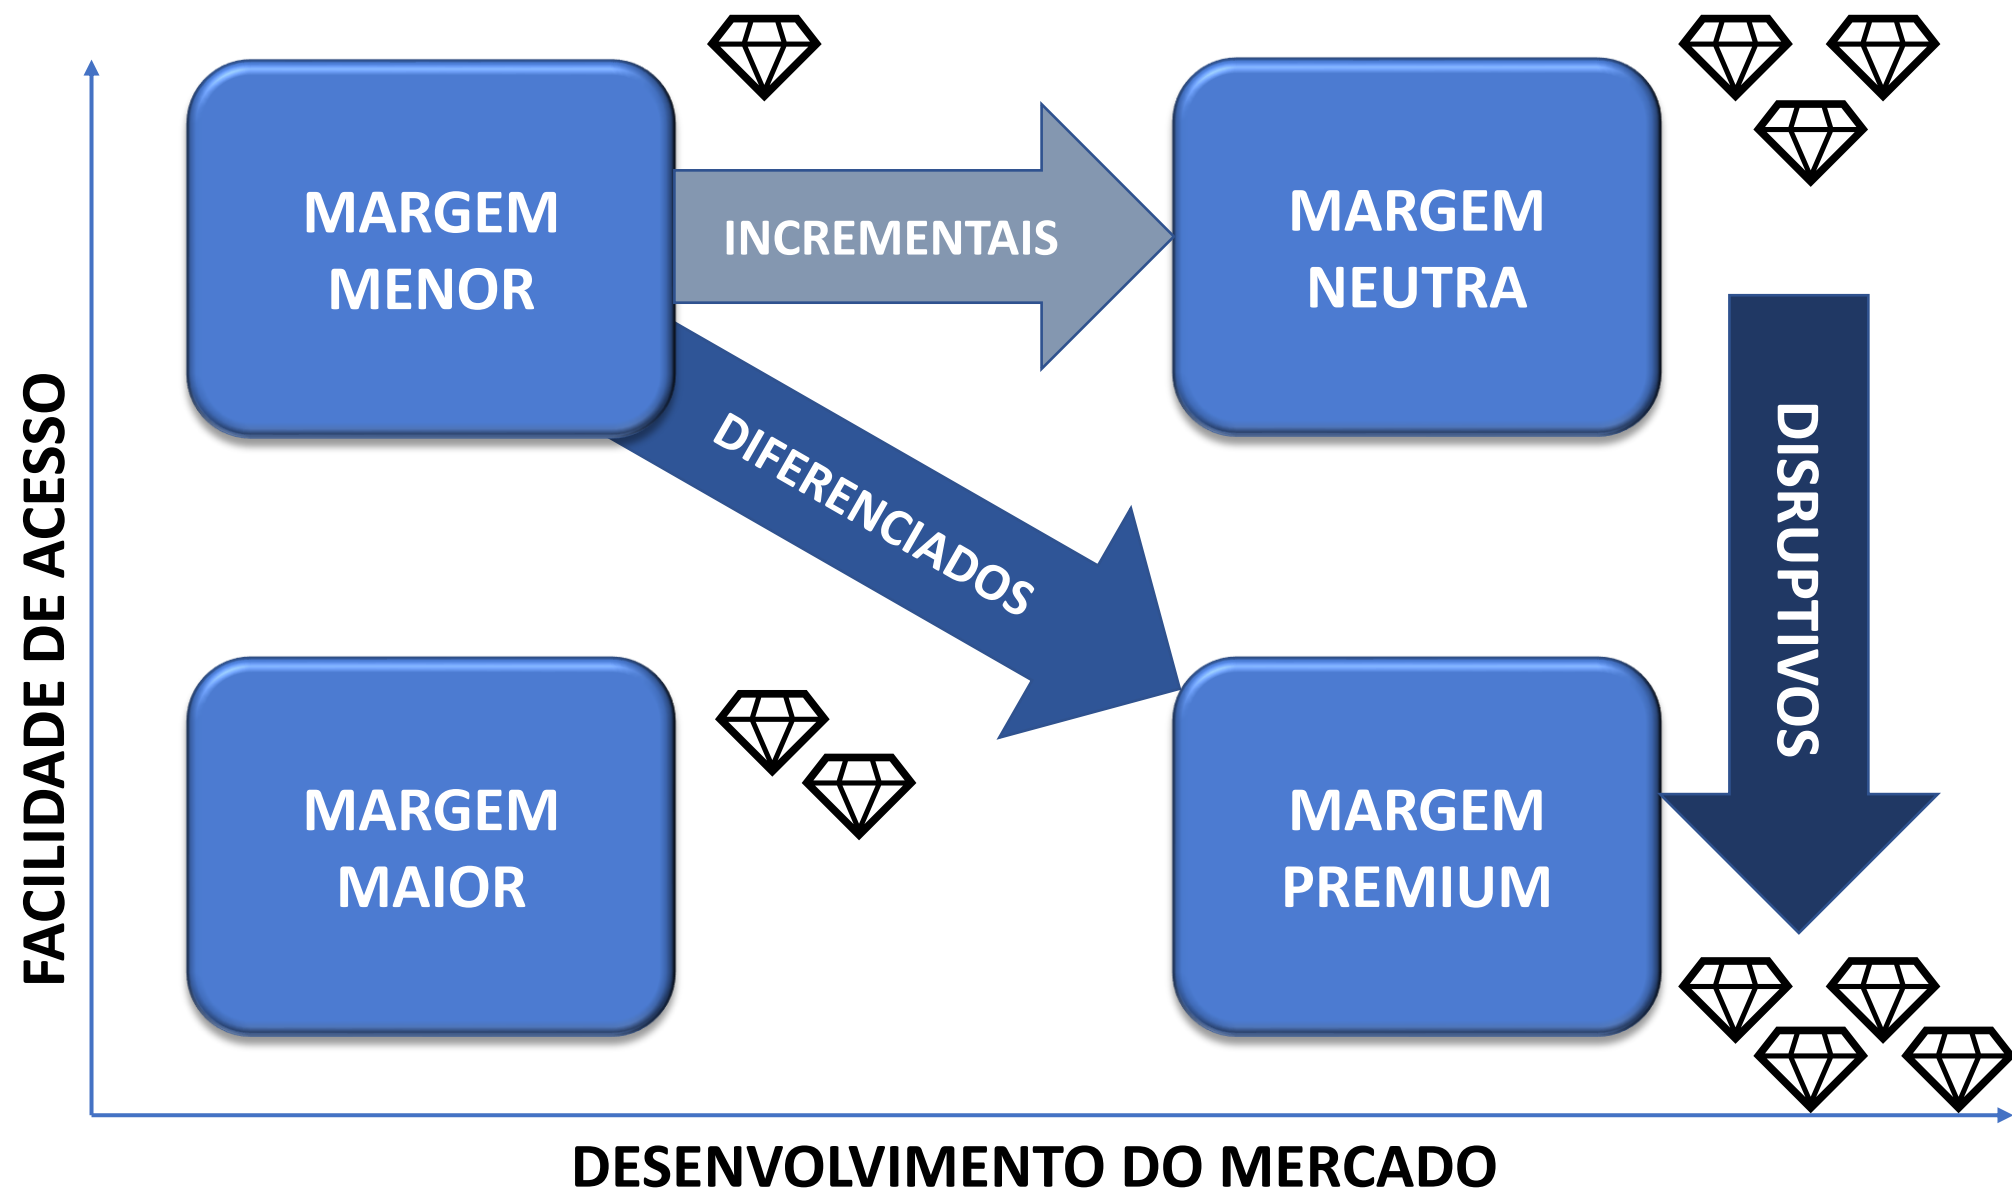 MARGEM
MENOR
INCREMENTAIS
MARGEM
NEUTRA
DIFERENCIADOS
DISRUPTIVOS
FACILIDADE DE ACESSO
MARGEM
MAIOR
MARGEM
PREMIUM
DESENVOLVIMENTO DO MERCADO